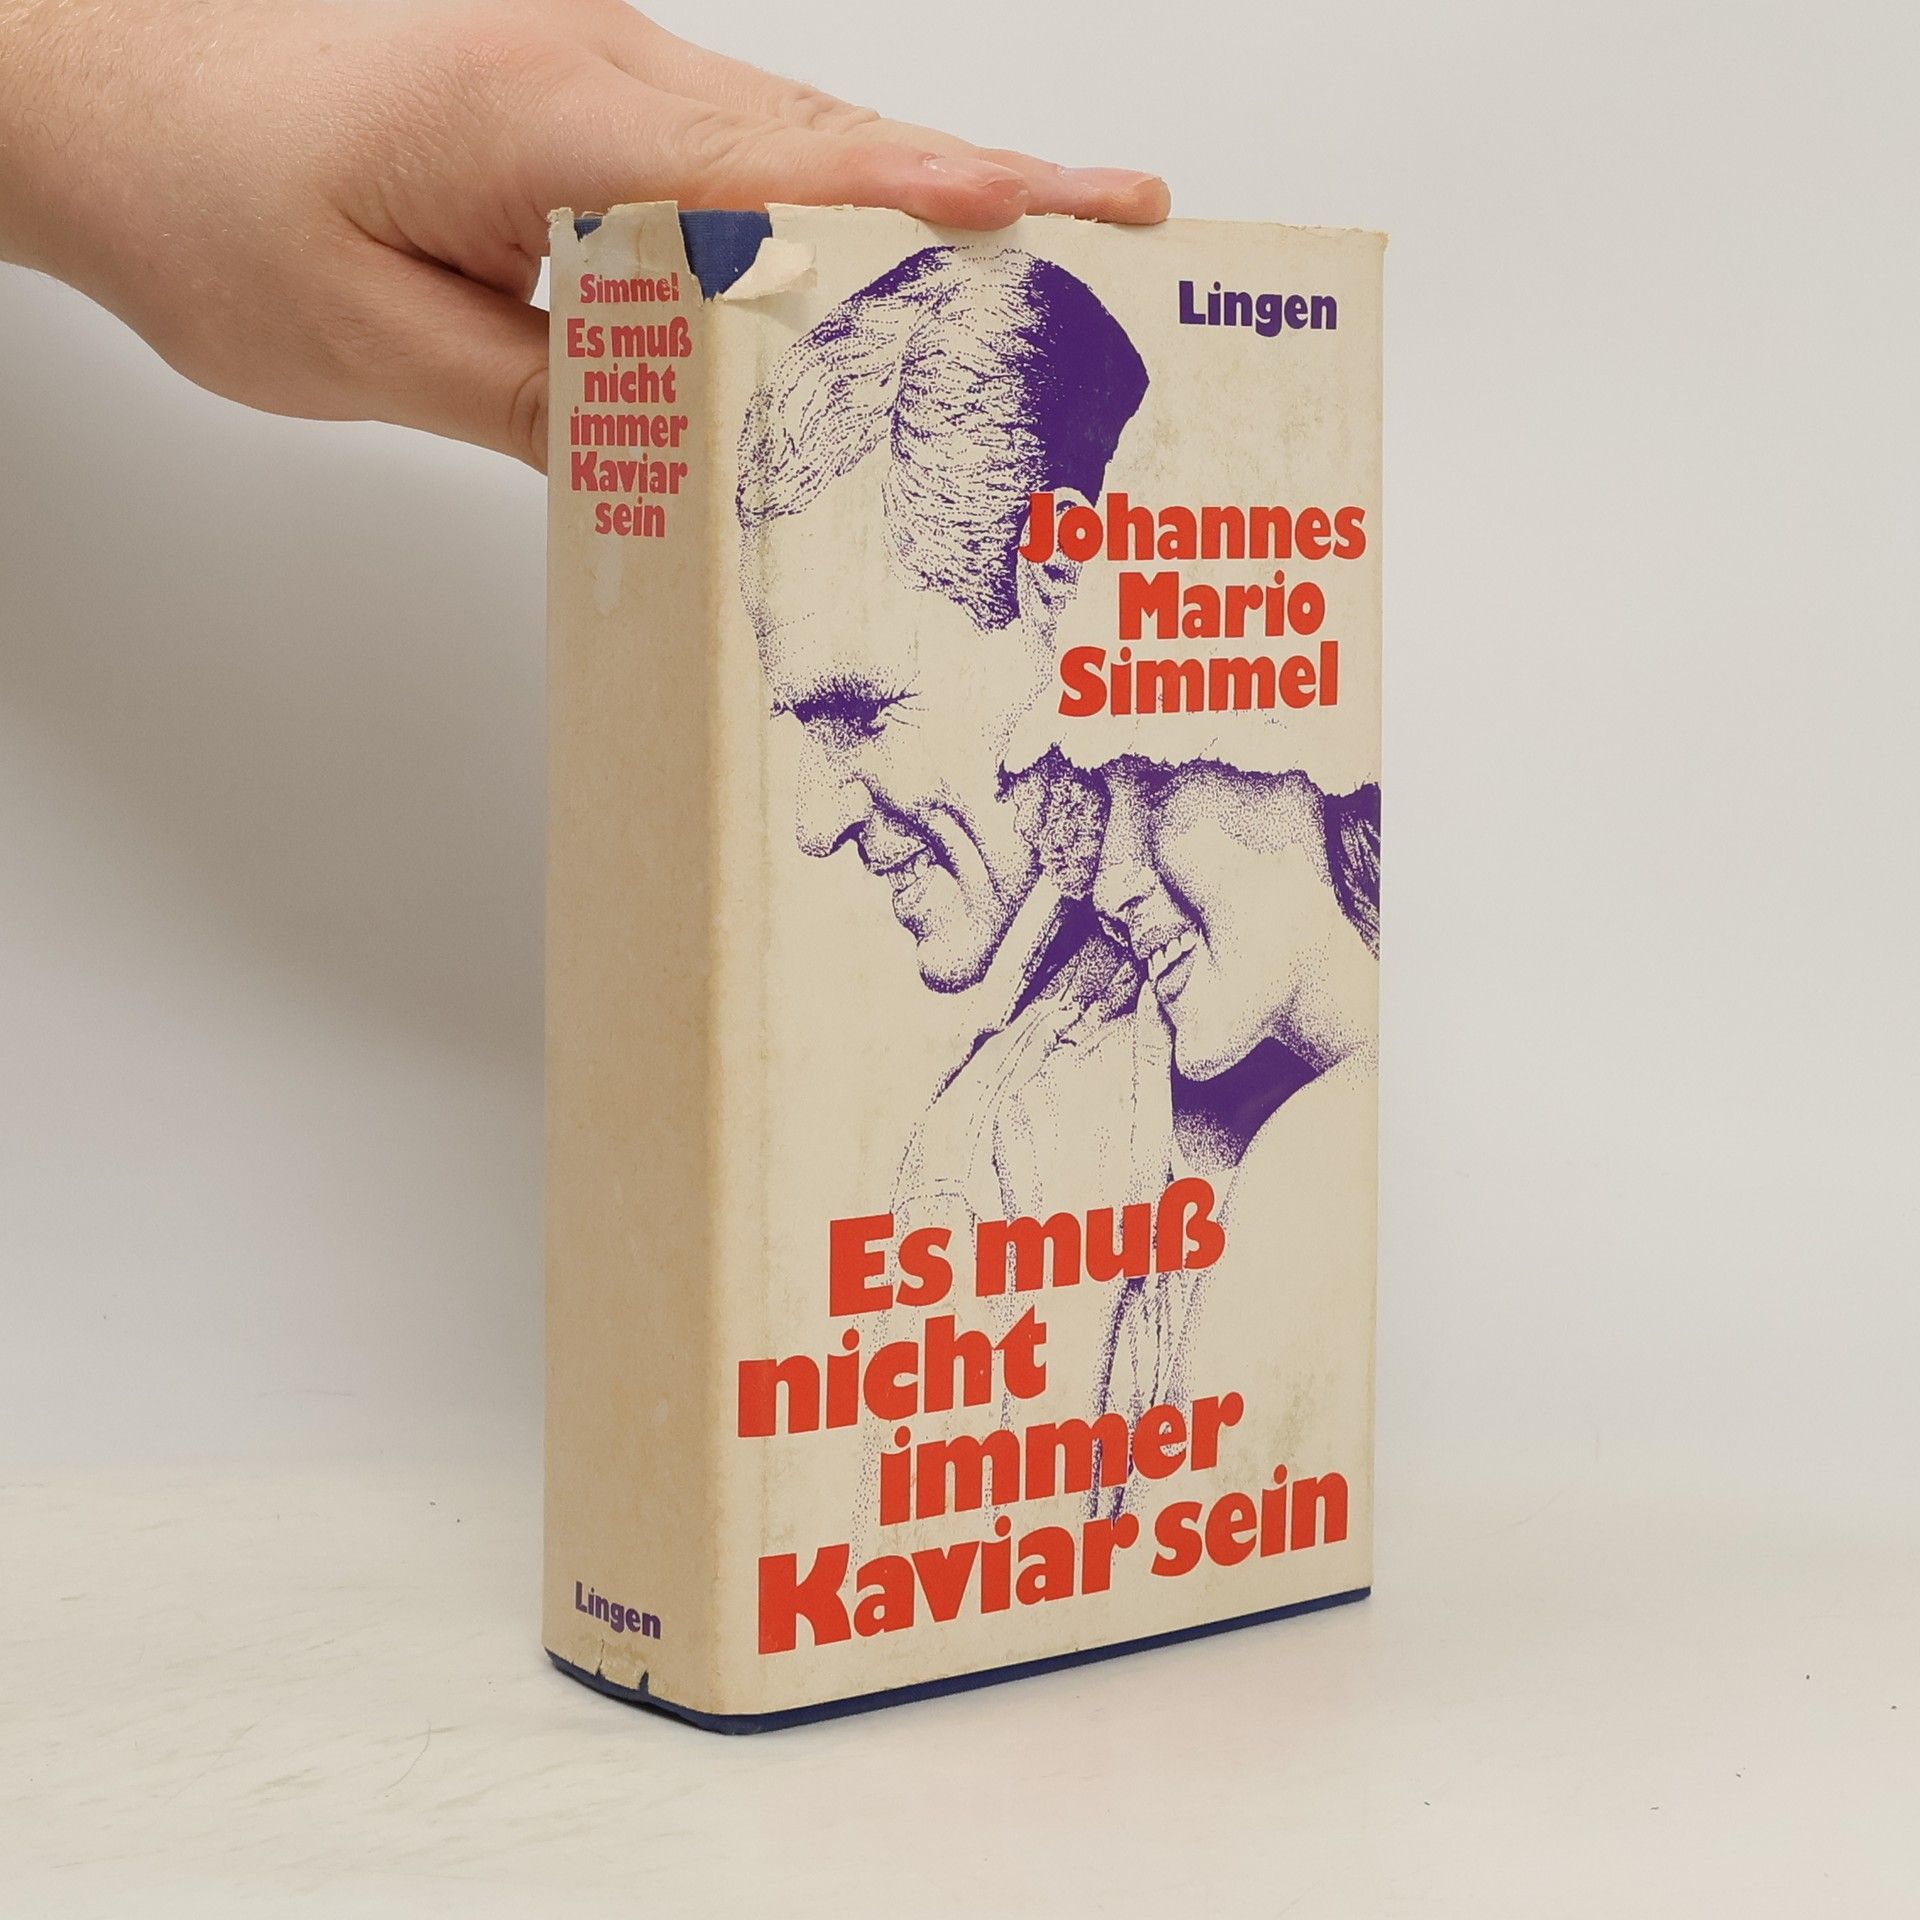 Simmel
Es muß
nicht
immer
Kaviar
sein
Lingen
Lingen
Johannes
Mario
Simmel
Es muß
nicht
immer
Kaviar sein